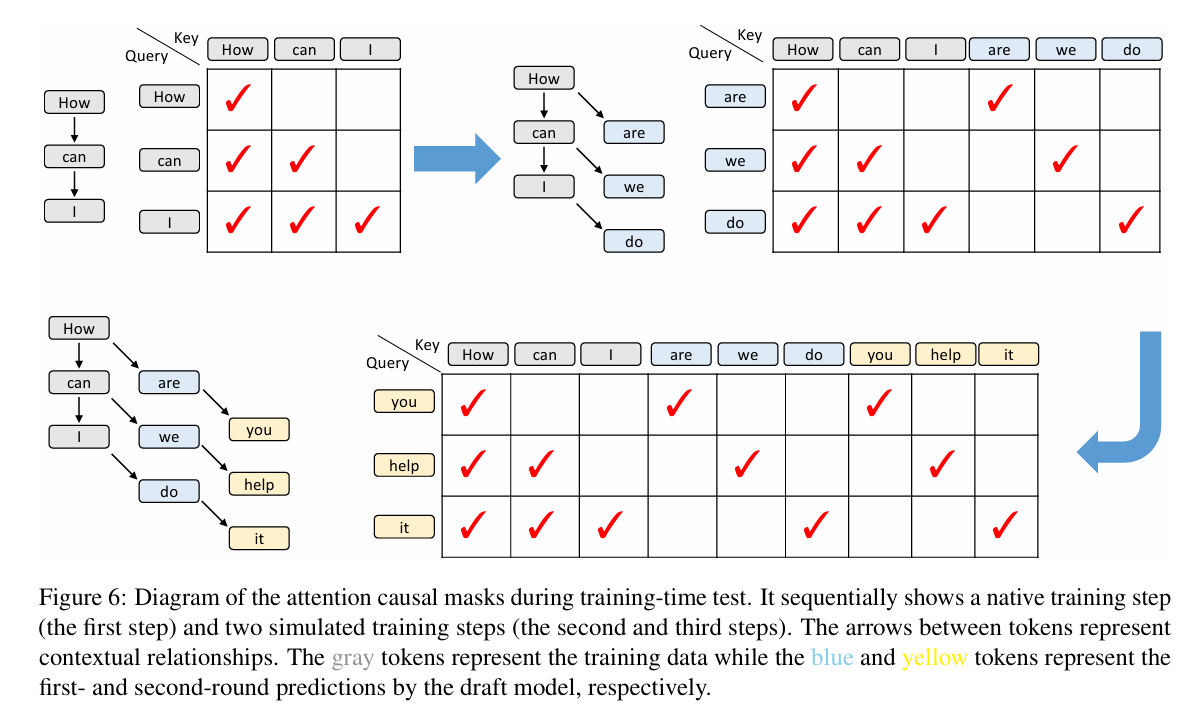 Key
Query
How can I
How
can
I
How
can
I
How
can are
I we
do
Key
Query
How can I are we do
are
we
do
How
can are
I we you
do help
it
Key
Query
How can I are we do you help it
you
help
it
Figure 6: Diagram of the attention causal masks during training-time test. It sequentially shows a native training step
(the first step) and two simulated training steps (the second and third steps). The arrows between tokens represent
contextual relationships. The gray tokens represent the training data while the blue and yellow tokens represent the
first- and second-round predictions by the draft model, respectively.